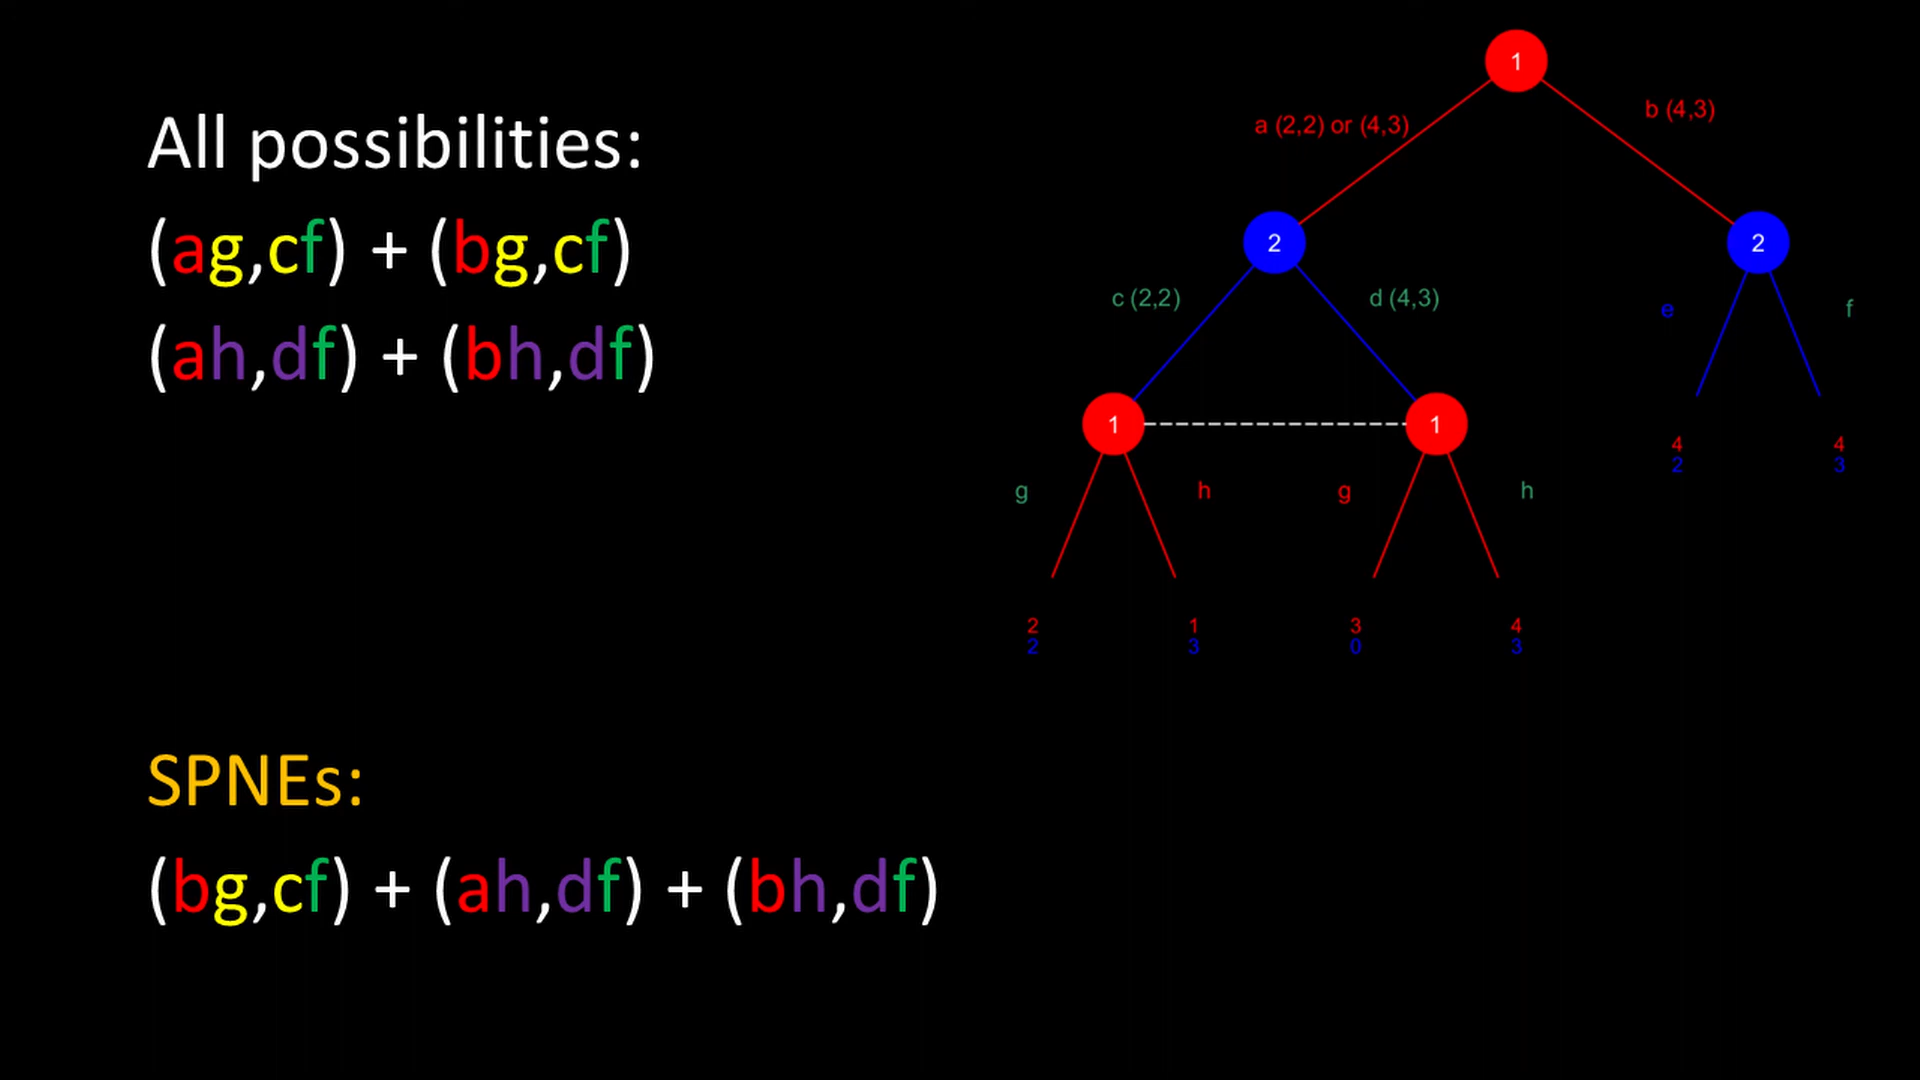 All possibilities:
(ag,cf) + (bg,cf)
(ah,df) + (bh,df)
SPNEs:
(bg,cf) + (ah,df) + (bh,df)
1
a (2,2) or (4,3)
b (4,3)
2
2
c (2,2)
d (4,3)
e
f
1
1
4
4
2
3
g
h
g
h
2
1
3
4
2
3
0
3